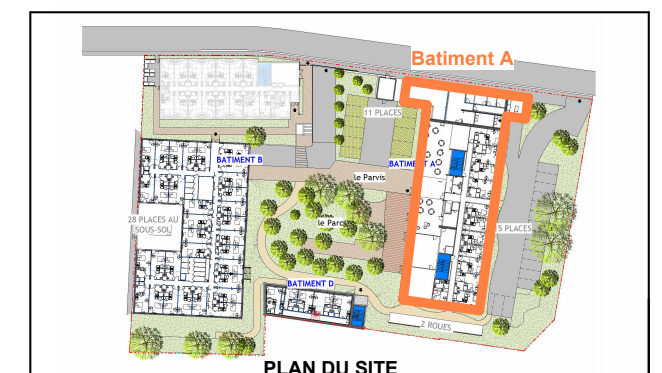 Batiment A
11 PLACES
BATIMENT B
BATIMENT A
le Parvis
28 PLACES AU
SOUS-SOL
le Parc
5 PLACES
BATIMENT D
2 ROUES
PLAN DU SITE